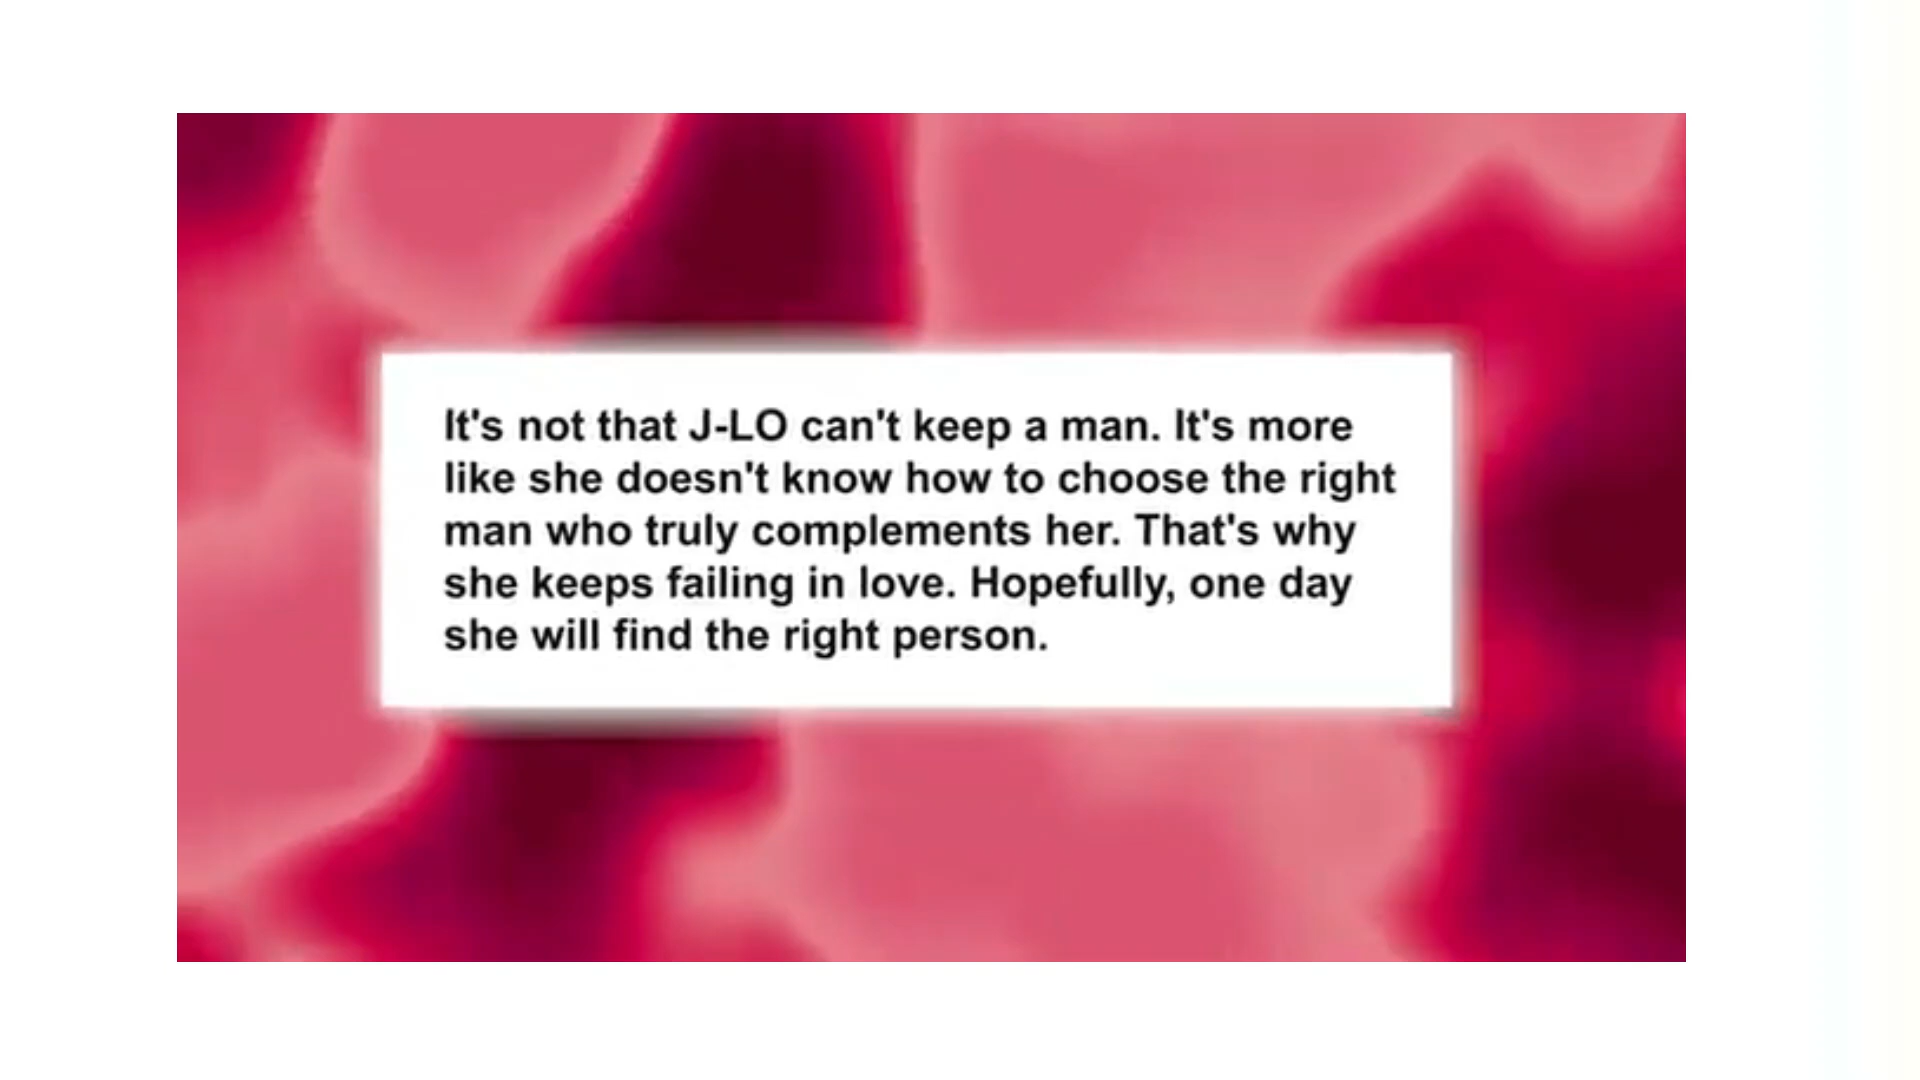 It's not that J-LO can't keep a man. It's more
like she doesn't know how to choose the right
man who truly complements her. That's why
she keeps failing in love. Hopefully, one day
she will find the right person.